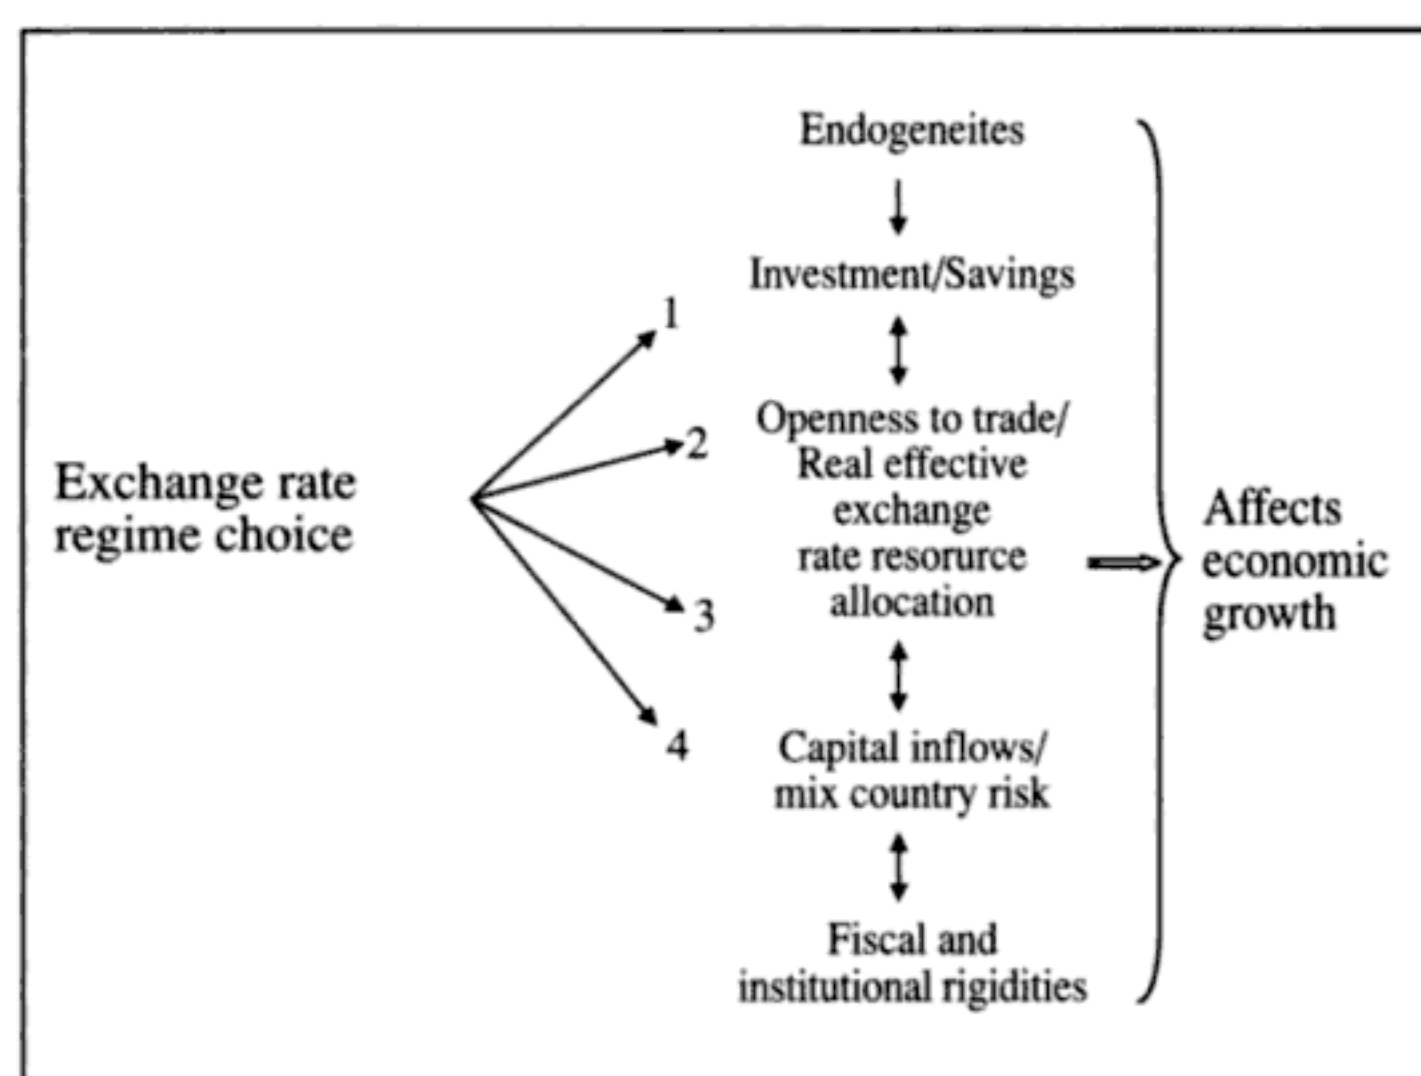 Exchange rate
regime choice
1
2
3
4
Endogeneites
Investment/Savings
Openness to trade/
Real effective
exchange
rate resorurce
allocation
Capital inflows/
mix country risk
Fiscal and
institutional rigidities
Affects
economic
growth